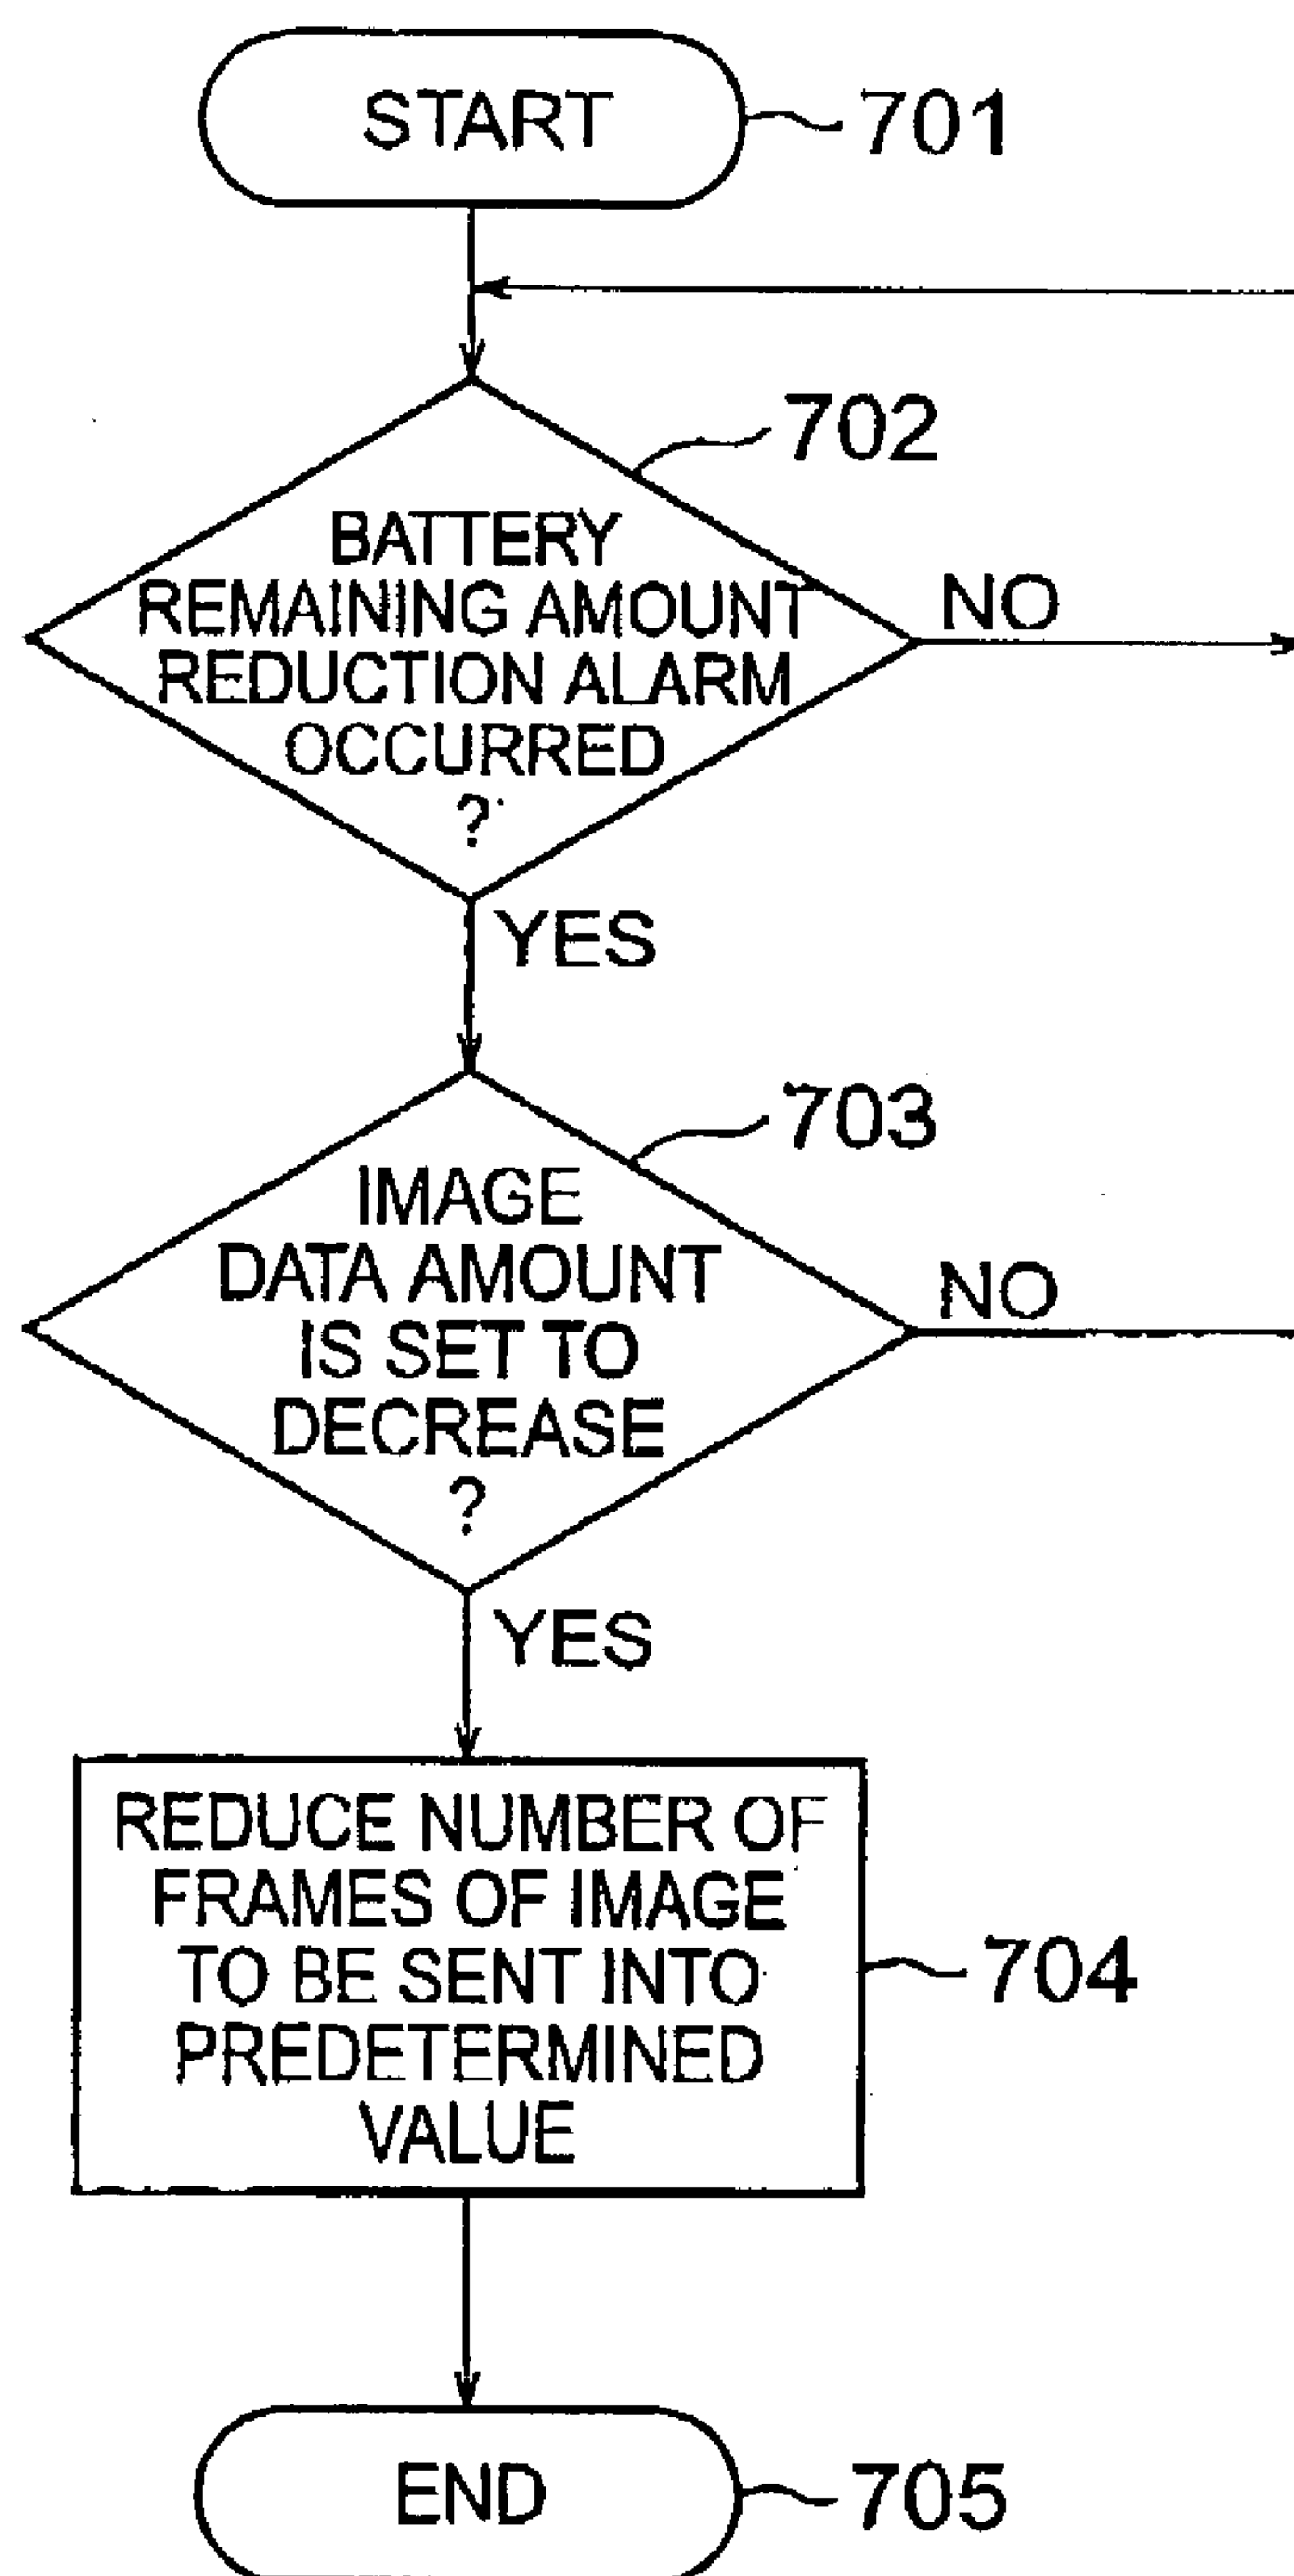 START
701
702
BATTERY
REMAINING AMOUNT
REDUCTION ALARM
OCCURRED
?
NO
YES
703
IMAGE
DATA AMOUNT
IS SET TO
DECREASE
?
NO
YES
REDUCE NUMBER OF
FRAMES OF IMAGE
TO BE SENT INTO
PREDETERMINED
VALUE
704
END
705